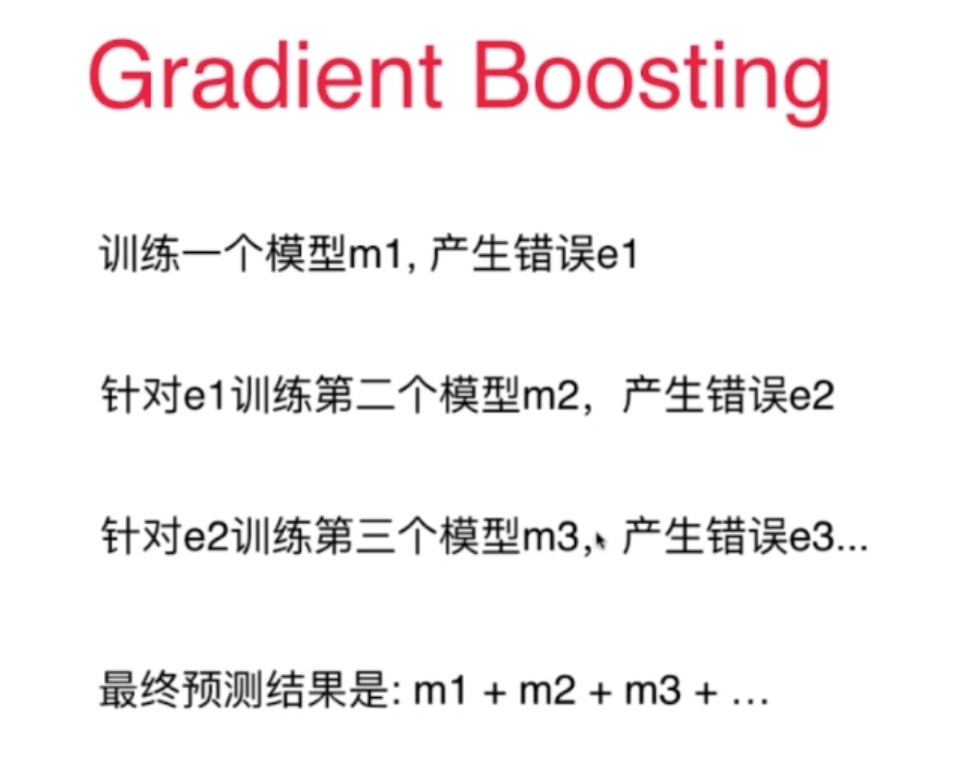 Gradient Boosting
训练一个模型m1, 产生错误e1
针对e1训练第二个模型m2，产生错误e2
针对e2训练第三个模型m3,，产生错误e3...
最终预测结果是: m1 + m2 + m3 + …